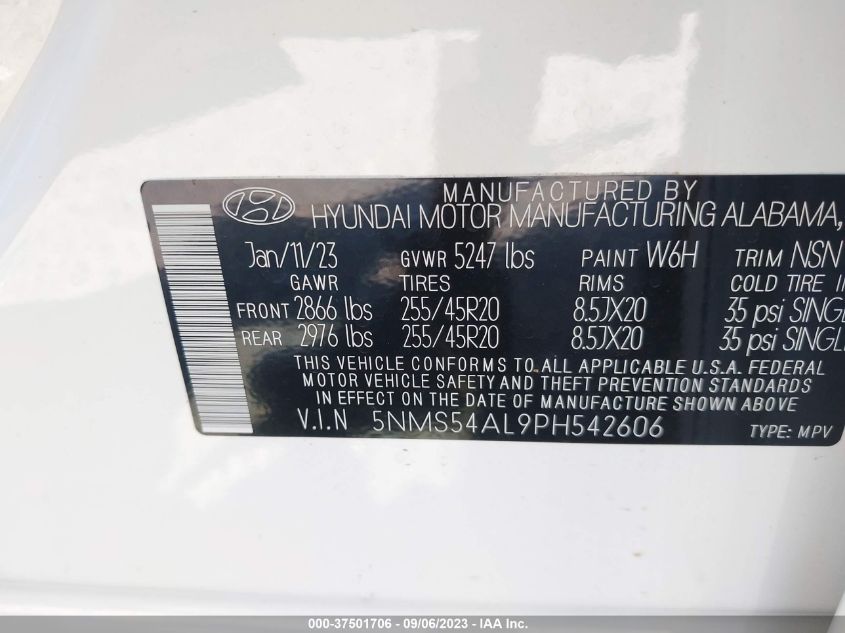 MANUFACTURED BY
HYUNDAI MOTOR MANUFACTURING ALABAMA,
Jan/11/23 GVWR 5247 lbs PAINT W6H TRIM NSN
GAWR TIRES RIMS COLD TIRE
FRONT 2866 lbs 255/45R20 8.5JX20 35 psi
REAR 2976 lbs 255/45R20 8.5JX20 35 psi
THIS VEHICLE CONFORMS TO ALL APPLICABLE U.S.A. FEDERAL
MOTOR VEHICLE SAFETY AND THEFT PREVENTION STANDARDS
IN EFFECT ON THE DATE OF MANUFACTURE SHOWN ABOVE
V.I.N 5NMS54AL9PH542606 TYPE: MPV
000-37501706 - 09/06/2023 - IAA Inc.